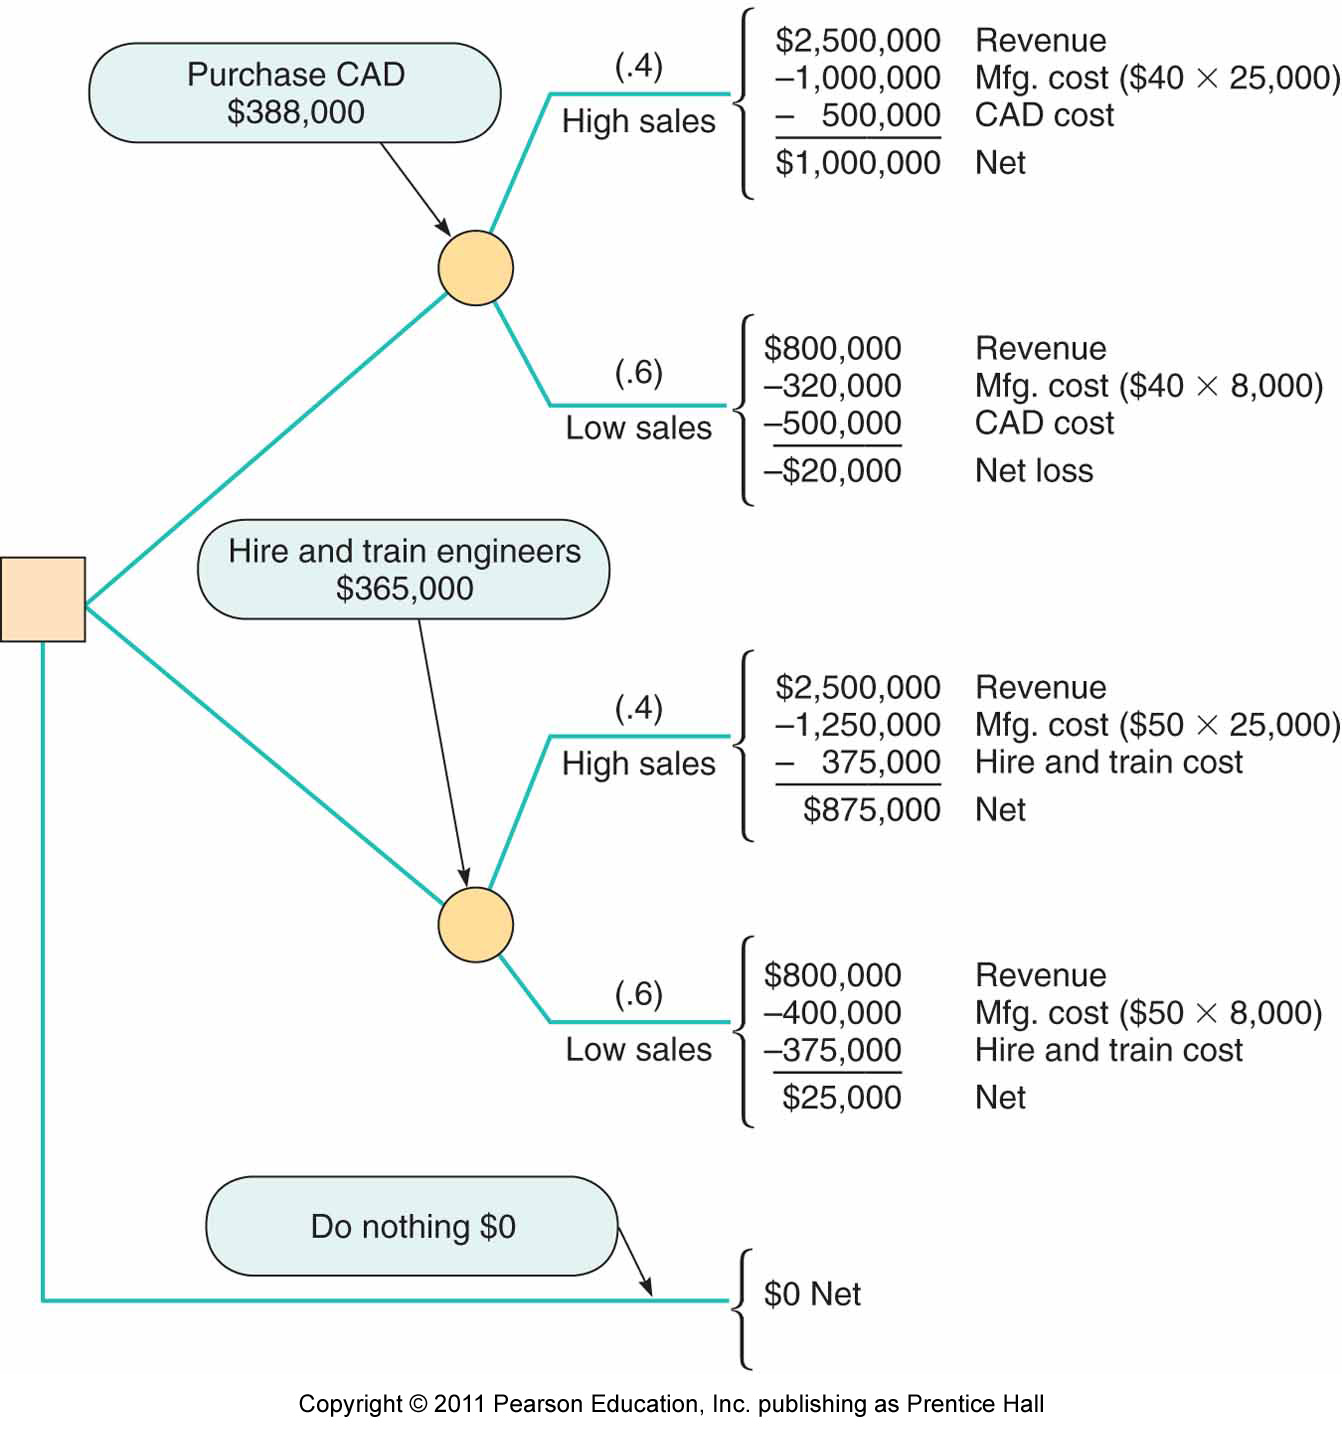 Purchase CAD
$388,000
(.4)
High sales
$2,500,000 Revenue
–1,000,000 Mfg. cost ($40 × 25,000)
– 500,000 CAD cost
$1,000,000 Net
(.6)
Low sales
$800,000 Revenue
–320,000 Mfg. cost ($40 × 8,000)
–500,000 CAD cost
–$20,000 Net loss
Hire and train engineers
$365,000
(.4)
High sales
$2,500,000 Revenue
–1,250,000 Mfg. cost ($50 × 25,000)
– 375,000 Hire and train cost
$875,000 Net
(.6)
Low sales
$800,000 Revenue
–400,000 Mfg. cost ($50 × 8,000)
–375,000 Hire and train cost
$25,000 Net
Do nothing $0
$0 Net
Copyright © 2011 Pearson Education, Inc. publishing as Prentice Hall